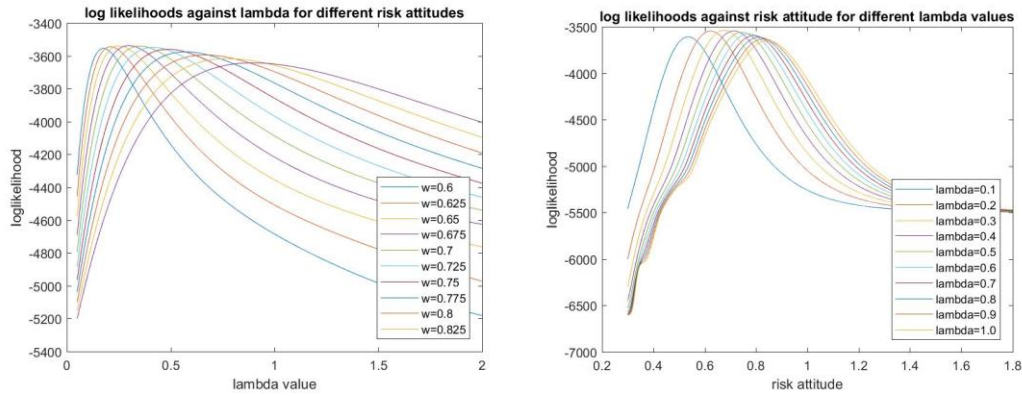 log likelihoods against lambda for different risk attitudes
-3400
-3600
-3800
-4000
-4200
-4400
-4600
-4800
-5000
-5200
-5400
loglikelihood
0
0.5
1
1.5
2
lambda value
w=0.6
w=0.625
w=0.65
w=0.675
w=0.7
w=0.725
w=0.75
w=0.775
w=0.8
w=0.825
log likelihoods against risk attitude for different lambda values
-3500
-4000
-4500
-5000
-5500
-6000
-6500
-7000
loglikelihood
0.2
0.4
0.6
0.8
1
1.2
1.4
1.6
1.8
risk attitude
lambda=0.1
lambda=0.2
lambda=0.3
lambda=0.4
lambda=0.5
lambda=0.6
lambda=0.7
lambda=0.8
lambda=0.9
lambda=1.0